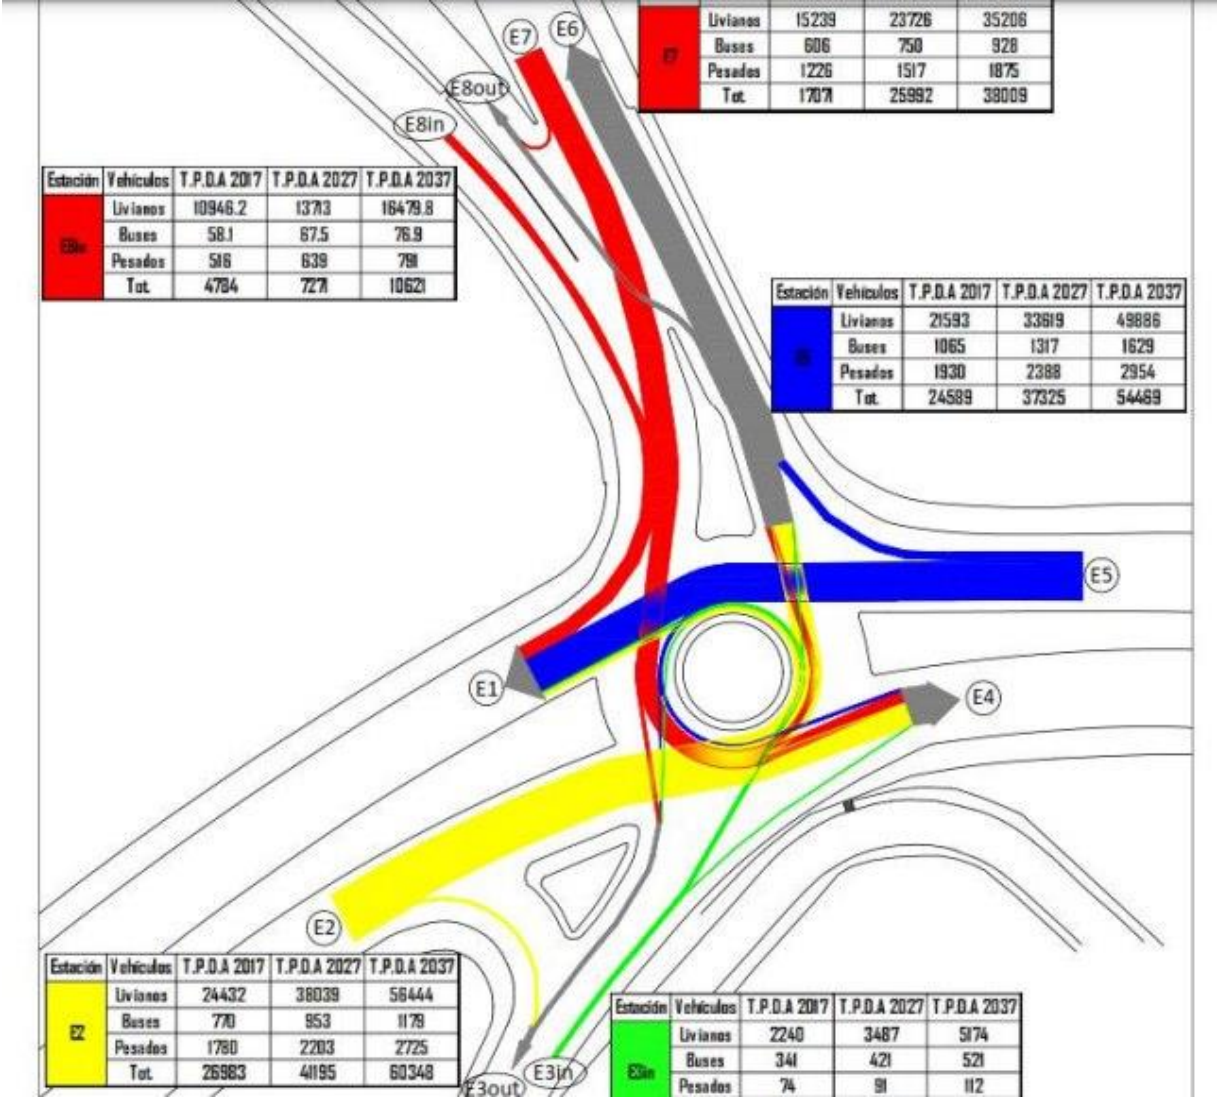 Livianos 15239 23726 35206
E7 Buses 606 750 928
Pesados 1226 1517 1875
Tot. 17071 25992 38009
E7
E6
E8out
E8in
Estación Vehículos T.P.D.A 2017 T.P.D.A 2027 T.P.D.A 2037
Livianos 10946.2 13713 16479.8
E8in Buses 58.1 67.5 76.9
Pesados 516 639 791
Tot. 4784 7271 10621
Estación Vehículos T.P.D.A 2017 T.P.D.A 2027 T.P.D.A 2037
Livianos 21593 33619 49886
Buses 1065 1317 1629
Pesados 1930 2388 2954
Tot. 24589 37325 54469
E5
E1
E4
E2
Estación Vehículos T.P.D.A 2017 T.P.D.A 2027 T.P.D.A 2037
Livianos 24432 38039 56444
E2 Buses 770 953 1179
Pesados 1780 2203 2725
Tot. 26983 41195 60348
E3out
E3in
Estación Vehículos T.P.D.A 2017 T.P.D.A 2027 T.P.D.A 2037
Livianos 2240 3487 5174
E3in Buses 341 421 521
Pesados 74 91 112